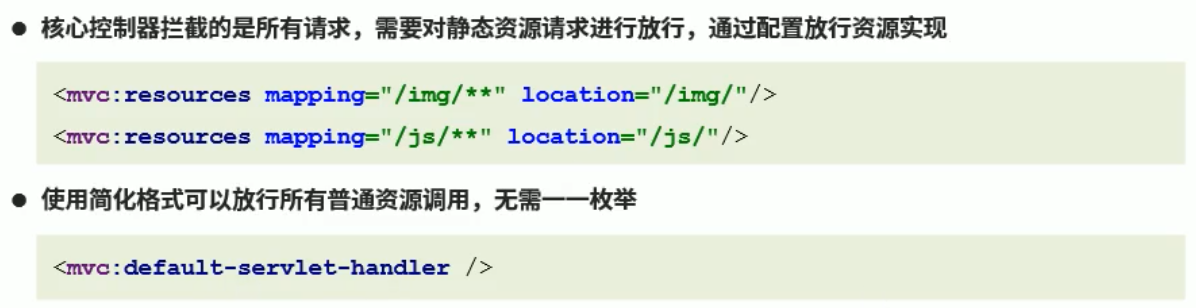 ● 核心控制器拦截的是所有请求，需要对静态资源请求进行放行，通过配置放行资源实现
<mvc:resources mapping="/img/**" location="/img/"/>
<mvc:resources mapping="/js/**" location="/js/"/>
● 使用简化格式可以放行所有普通资源调用，无需一一枚举
<mvc:default-servlet-handler />